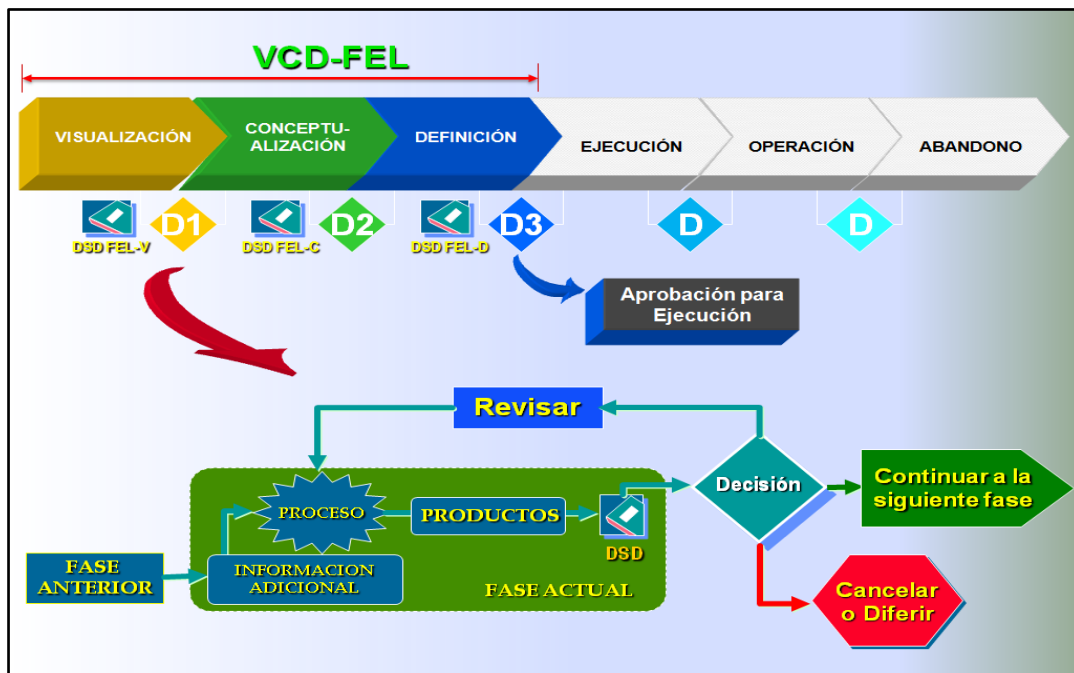 VCD-FEL
VISUALIZACIÓN
CONCEPTU-
ALIZACIÓN
DEFINICIÓN
EJECUCIÓN
OPERACIÓN
ABANDONO
DSD FEL-V
D1
DSD FEL-C
D2
DSD FEL-D
D3
D
D
Aprobación para
Ejecución
Revisar
Decisión
Continuar a la
siguiente fase
PROCESO
PRODUCTOS
DSD
FASE
ANTERIOR
INFORMACION
ADICIONAL
FASE ACTUAL
Cancelar
o Diferir